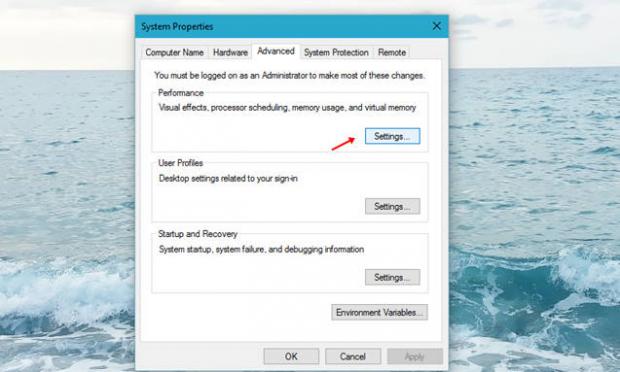 System Properties
Computer Name Hardware Advanced System Protection Remote
You must be logged on as an Administrator to make most of these changes.
Performance
Visual effects, processor scheduling, memory usage, and virtual memory
Settings...
User Profiles
Desktop settings related to your sign-in
Settings...
Startup and Recovery
System startup, system failure, and debugging information
Settings...
Environment Variables...
OK Cancel Apply